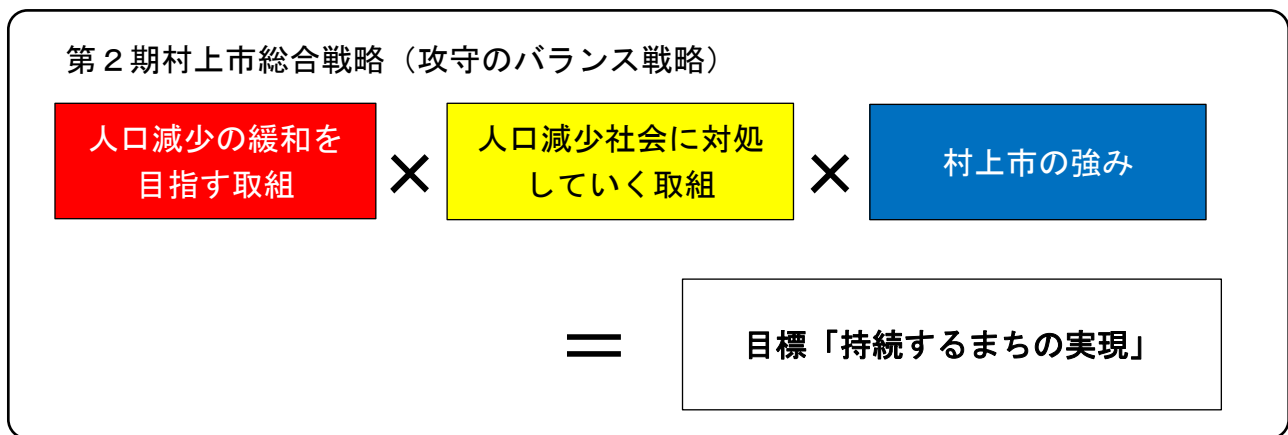 第２期村上市総合戦略（攻守のバランス戦略）
人口減少の緩和を
目指す取組
×
人口減少社会に対処
していく取組
×
村上市の強み
＝
目標「持続するまちの実現」